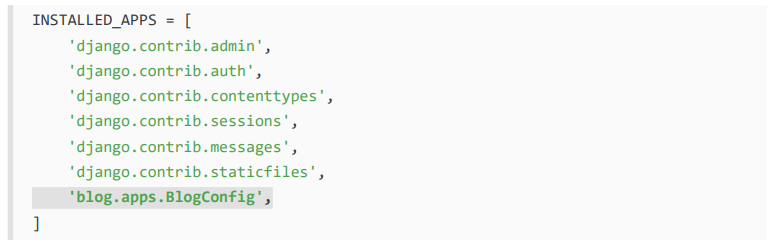 INSTALLED_APPS = [
    'django.contrib.admin',
    'django.contrib.auth',
    'django.contrib.contenttypes',
    'django.contrib.sessions',
    'django.contrib.messages',
    'django.contrib.staticfiles',
    'blog.apps.BlogConfig',
]